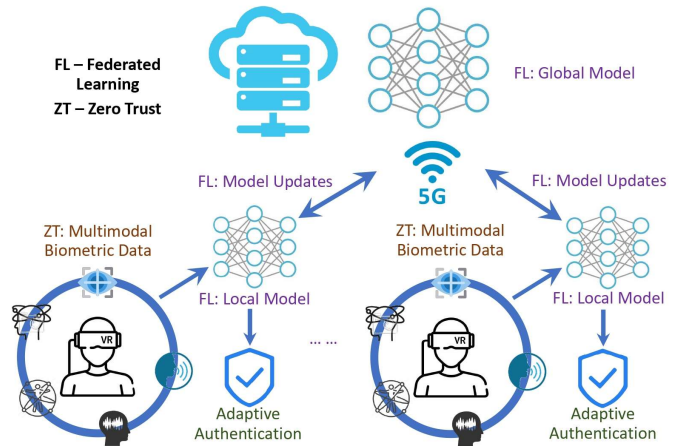 FL – Federated
Learning
ZT – Zero Trust
FL: Global Model
5G
FL: Model Updates
FL: Model Updates
ZT: Multimodal
Biometric Data
ZT: Multimodal
Biometric Data
FL: Local Model
FL: Local Model
VR
... ...
VR
Adaptive
Authentication
Adaptive
Authentication